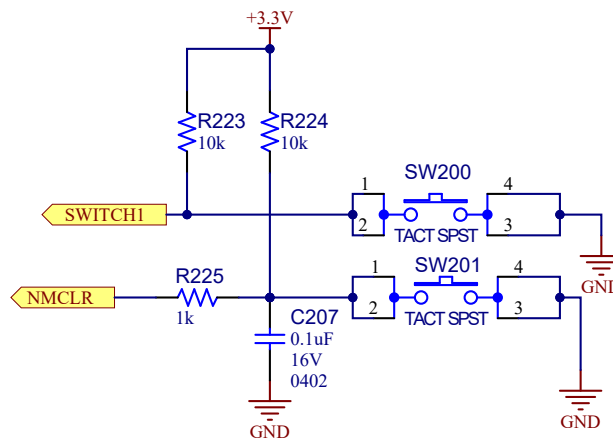 +3.3V
R223
10k
R224
10k
SW200
1
4
SWITCH1
2
3
TACT SPST
SW201
R225
1
4
NMCLR
2
3
1k
TACT SPST
C207
0.1uF
16V
0402
GND
GND
GND